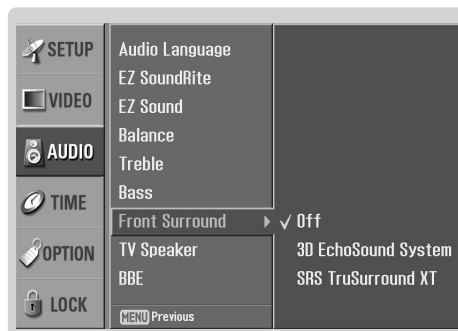 SETUP
VIDEO
AUDIO
TIME
OPTION
LOCK
Audio Language
EZ SoundRite
EZ Sound
Balance
Treble
Bass
Front Surround
TV Speaker
BBE
MENU Previous
Off
3D EchoSound System
SRS TruSurround XT